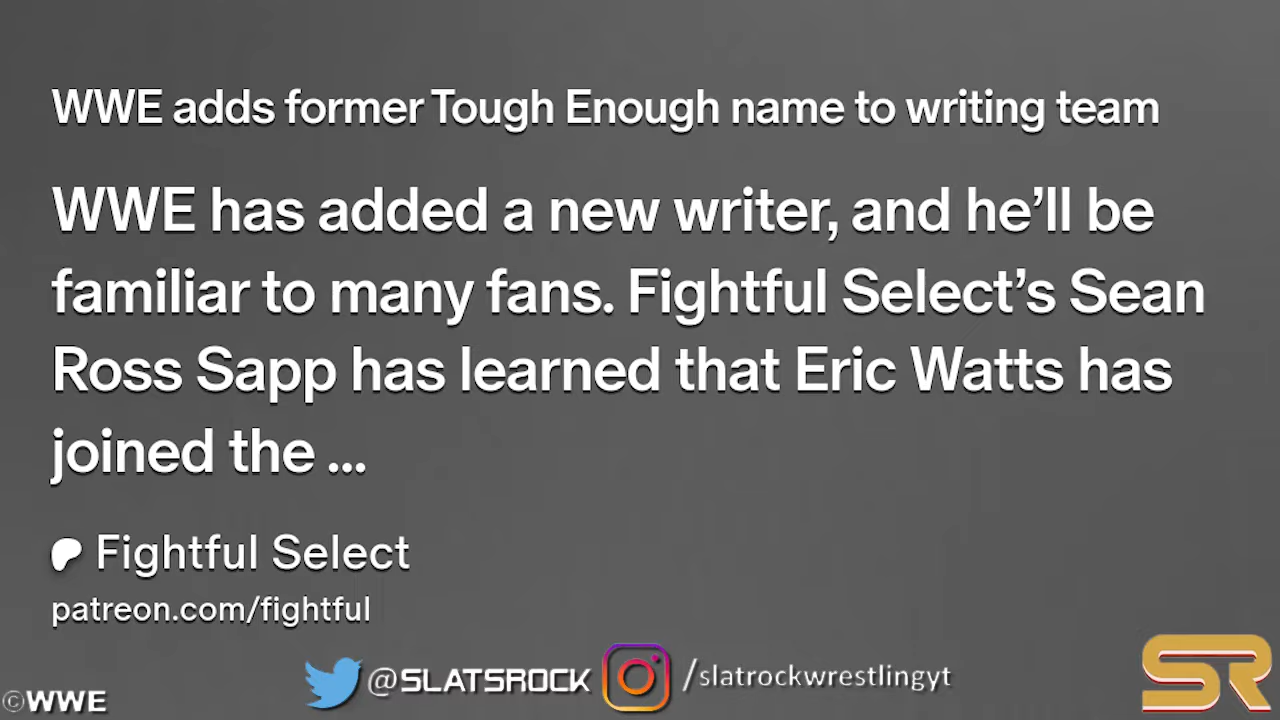 WWE adds former Tough Enough name to writing team
WWE has added a new writer, and he’ll be
familiar to many fans. Fightful Select’s Sean
Ross Sapp has learned that Eric Watts has
joined the ...
Fightful Select
patreon.com/fightful
@SLATSROCK /slatrockwrestlingyt
©WWE
SR